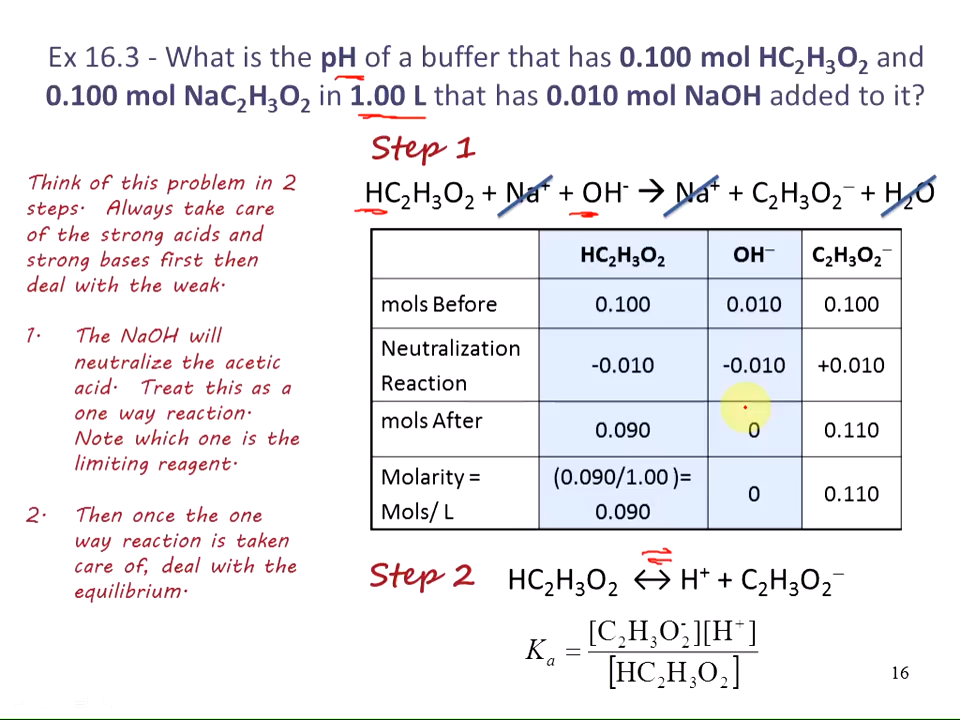 Ex 16.3 - What is the pH of a buffer that has 0.100 mol HC₂H₃O₂ and
0.100 mol NaC₂H₃O₂ in 1.00 L that has 0.010 mol NaOH added to it?
Step 1
HC₂H₃O₂ + Na⁺ + OH⁻ → Na⁺ + C₂H₃O₂⁻ + H₂O
Think of this problem in 2
steps. Always take care
of the strong acids and
strong bases first then
deal with the weak.
1. The NaOH will
neutralize the acetic
acid. Treat this as a
one way reaction.
Note which one is the
limiting reagent.
2. Then once the one
way reaction is taken
care of, deal with the
equilibrium.
HC₂H₃O₂ OH⁻ C₂H₃O₂⁻
mols Before 0.100 0.010 0.100
Neutralization
Reaction -0.010 -0.010 +0.010
mols After 0.090 0 0.110
Molarity = (0.090/1.00 )=
Mols/ L 0.090 0 0.110
Step 2 HC₂H₃O₂ ↔ H⁺ + C₂H₃O₂⁻
Kₐ = [C₂H₃O₂⁻][H⁺] / [HC₂H₃O₂]
16